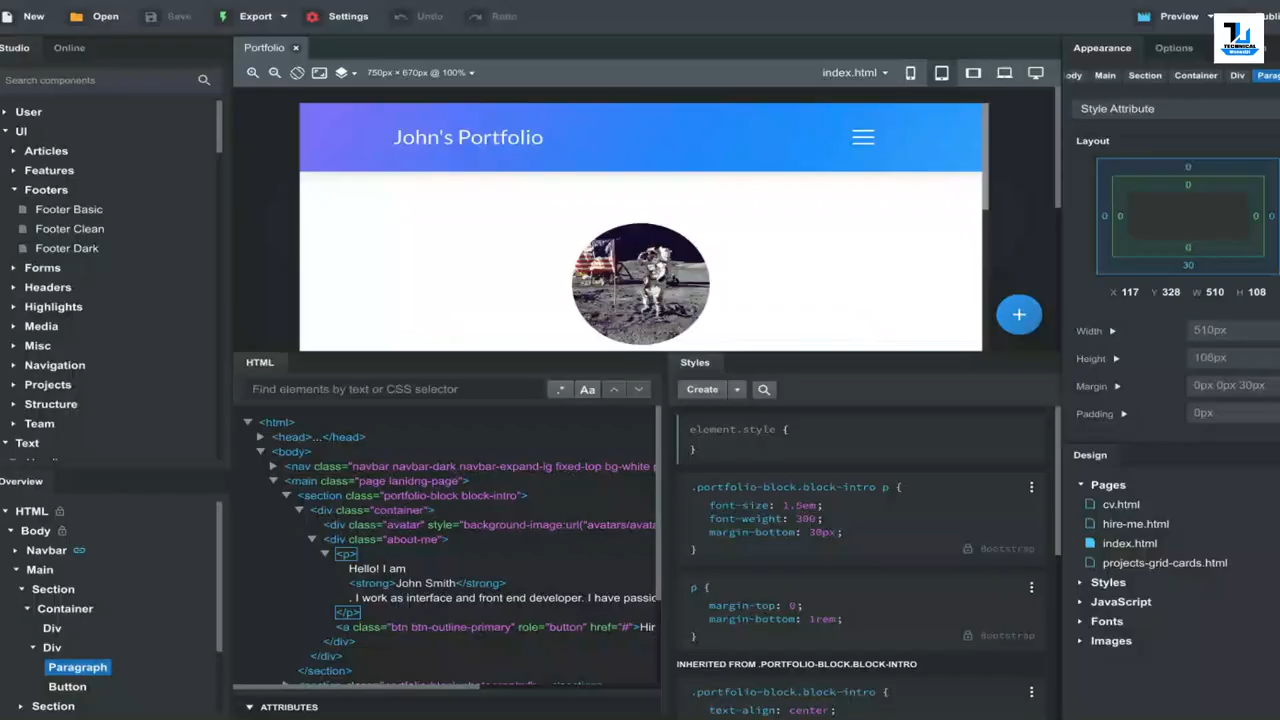 New Open Save Export Settings Undo Redo Preview
Studio Online
Search components
User
UI
Articles
Features
Footers
Footer Basic
Footer Clean
Footer Dark
Forms
Headers
Highlights
Media
Misc
Navigation
Projects
Structure
Team
Text
Overview
HTML
Body
Navbar
Main
Section
Container
Div
Div
Paragraph
Button
Section
Portfolio
750px × 670px @ 100%
index.html
John's Portfolio
+
HTML
Find elements by text or CSS selector
.* Aa
<html>
<head>...</head>
<body>
<nav class="navbar navbar-dark navbar-expand-lg fixed-top bg-white
<main class="page lanidng-page">
<section class="portfolio-block block-intro">
<div class="container">
<div class="avatar" style="background-image:url("avatars/avata
<div class="about-me">
<p>
Hello! I am
<strong>John Smith</strong>
. I work as interface and front end developer. I have passio
</p>
<a class="btn btn-outline-primary" role="button" href="#">Hir
</div>
</div>
</section>
ATTRIBUTES
Styles
Create
element.style {
}
.portfolio-block.block-intro p {
font-size: 1.5em;
font-weight: 300;
margin-bottom: 30px;
}
Bootstrap
p {
margin-top: 0;
margin-bottom: 1rem;
}
Bootstrap
INHERITED FROM .PORTFOLIO-BLOCK.BLOCK-INTRO
.portfolio-block.block-intro {
text-align: center;
TECHNICAL
Appearance Options
ody Main Section Container Div Parag
Style Attribute
Layout
0
0
0 0 0 0
0
30
X 117 Y 328 W 510 H 108
Width 510px
Height 108px
Margin 0px 0px 30px
Padding 0px
Design
Pages
cv.html
hire-me.html
index.html
projects-grid-cards.html
Styles
JavaScript
Fonts
Images